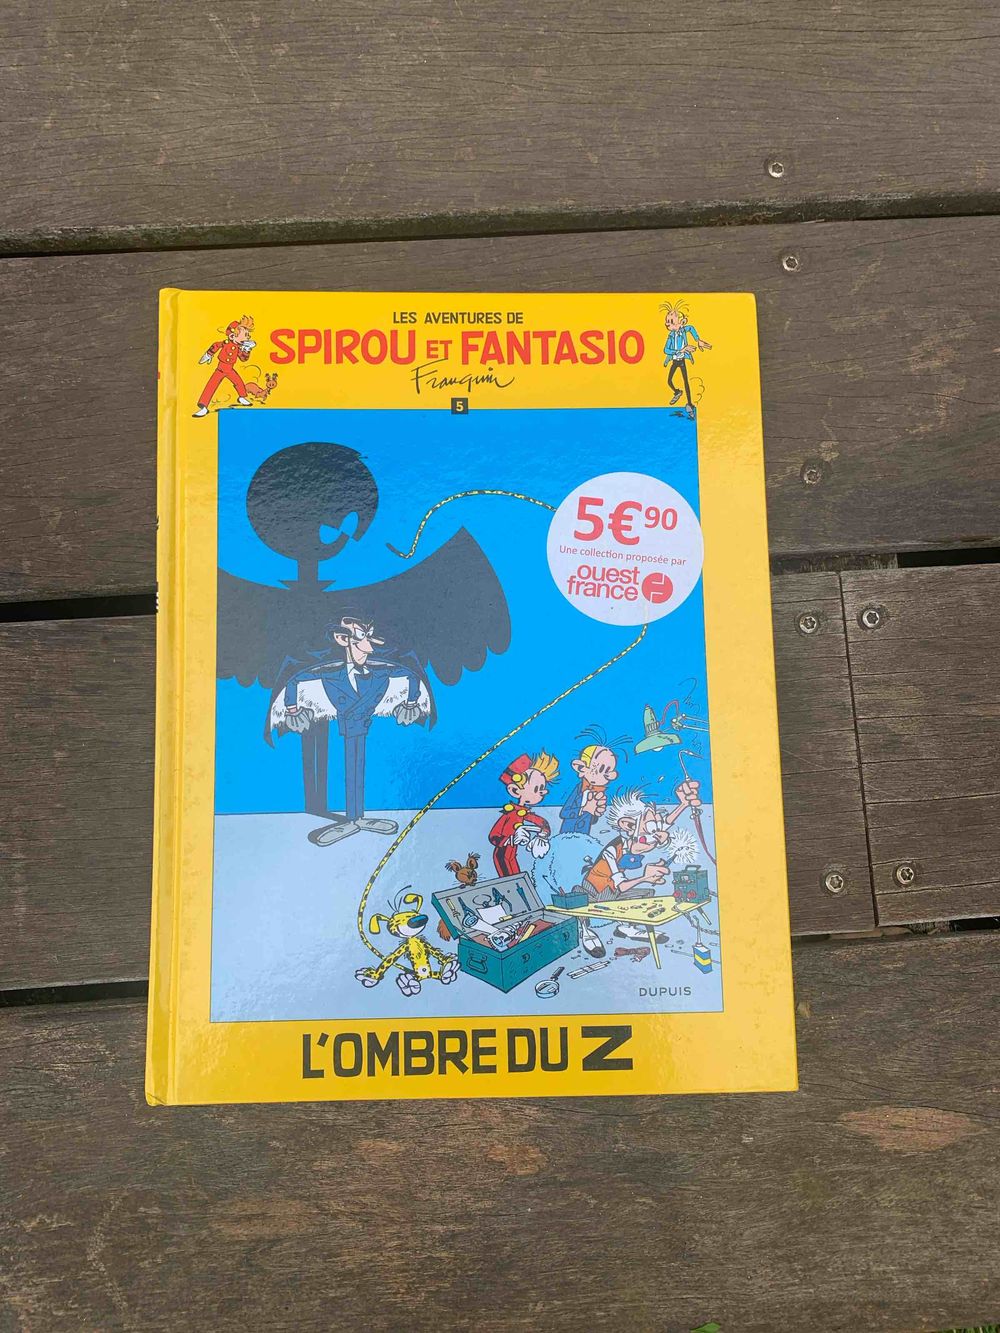 LES AVENTURES DE
SPIROU ET FANTASIO
Franquin
5
5€90
Une collection proposée par
ouest
france
DUPUIS
L'OMBRE DU Z